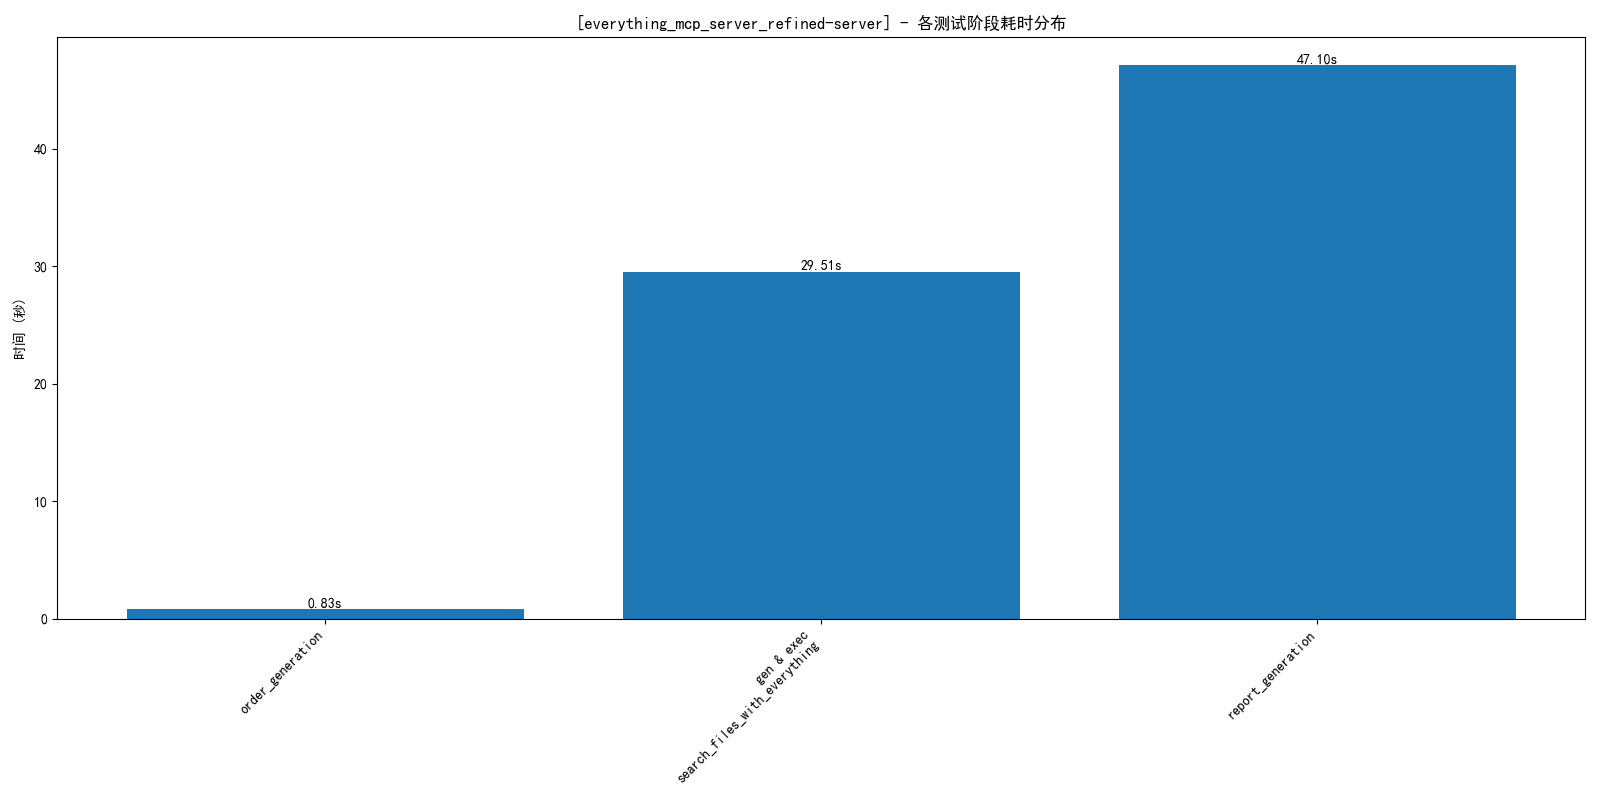 [everything_mcp_server_refined-server] - 各测试阶段耗时分布
47.10s
29.51s
0.83s
时间 (秒)
40
30
20
10
0
order_generation
gen & exec
search_files_with_everything
report_generation